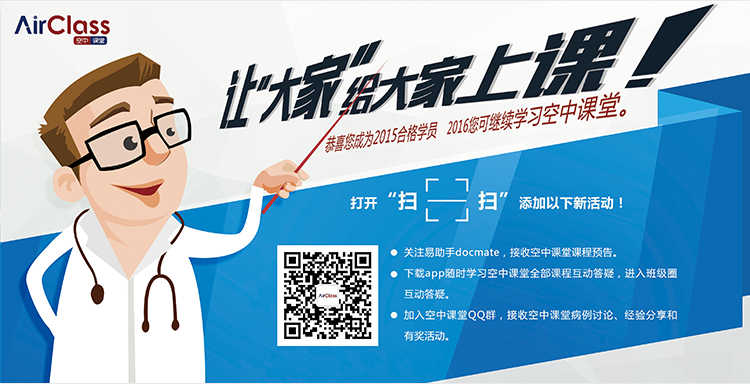 AirClass
空中 课堂
让“大家”给大家上课！
恭喜您成为2015合格学员 2016您可继续学习空中课堂。
打开“扫一扫”添加以下新活动！
关注易助手docmate，接收空中课堂课程预告。
下载app随时学习空中课堂全部课程互动答疑，进入班级圈
互动答疑。
加入空中课堂QQ群，接收空中课堂病例讨论、经验分享和
有奖活动。
AirClass